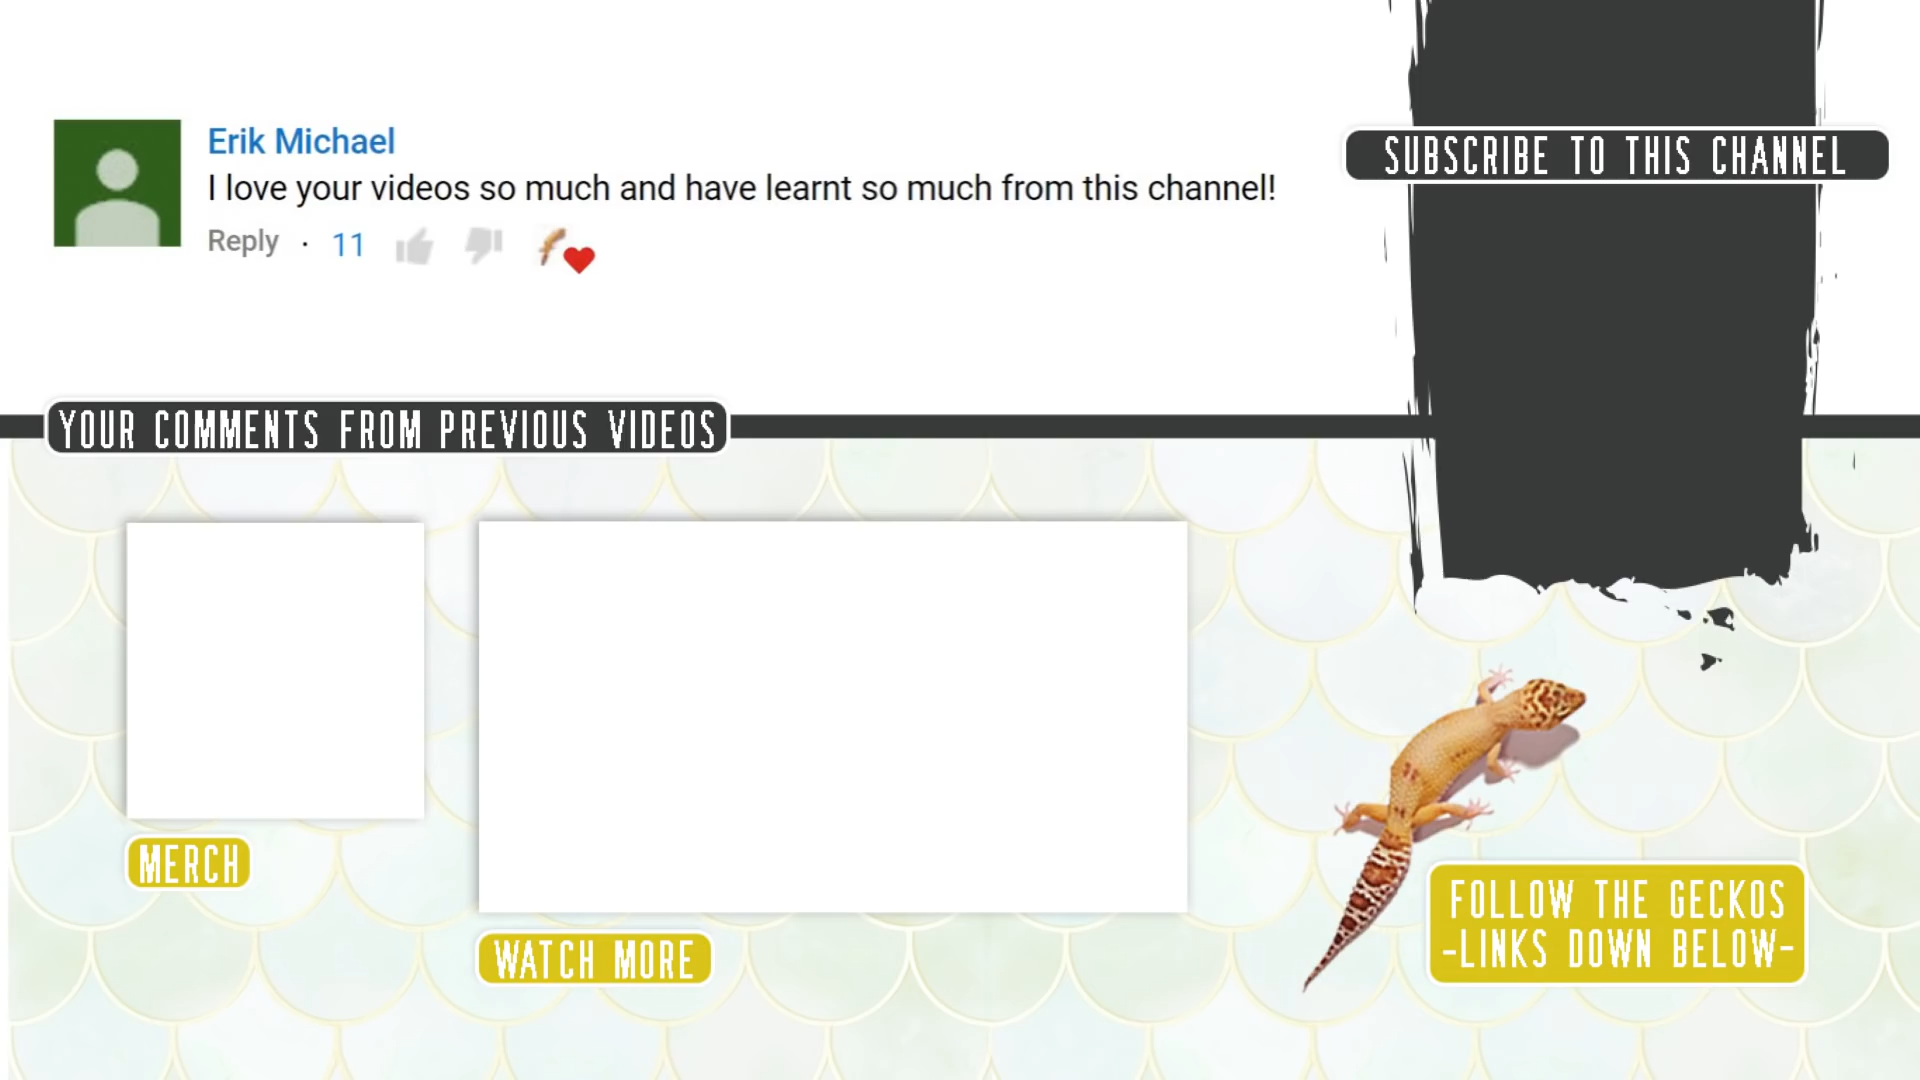 Erik Michael
I love your videos so much and have learnt so much from this channel!
Reply · 11
SUBSCRIBE TO THIS CHANNEL
YOUR COMMENTS FROM PREVIOUS VIDEOS
MERCH
WATCH MORE
FOLLOW THE GECKOS
-LINKS DOWN BELOW-